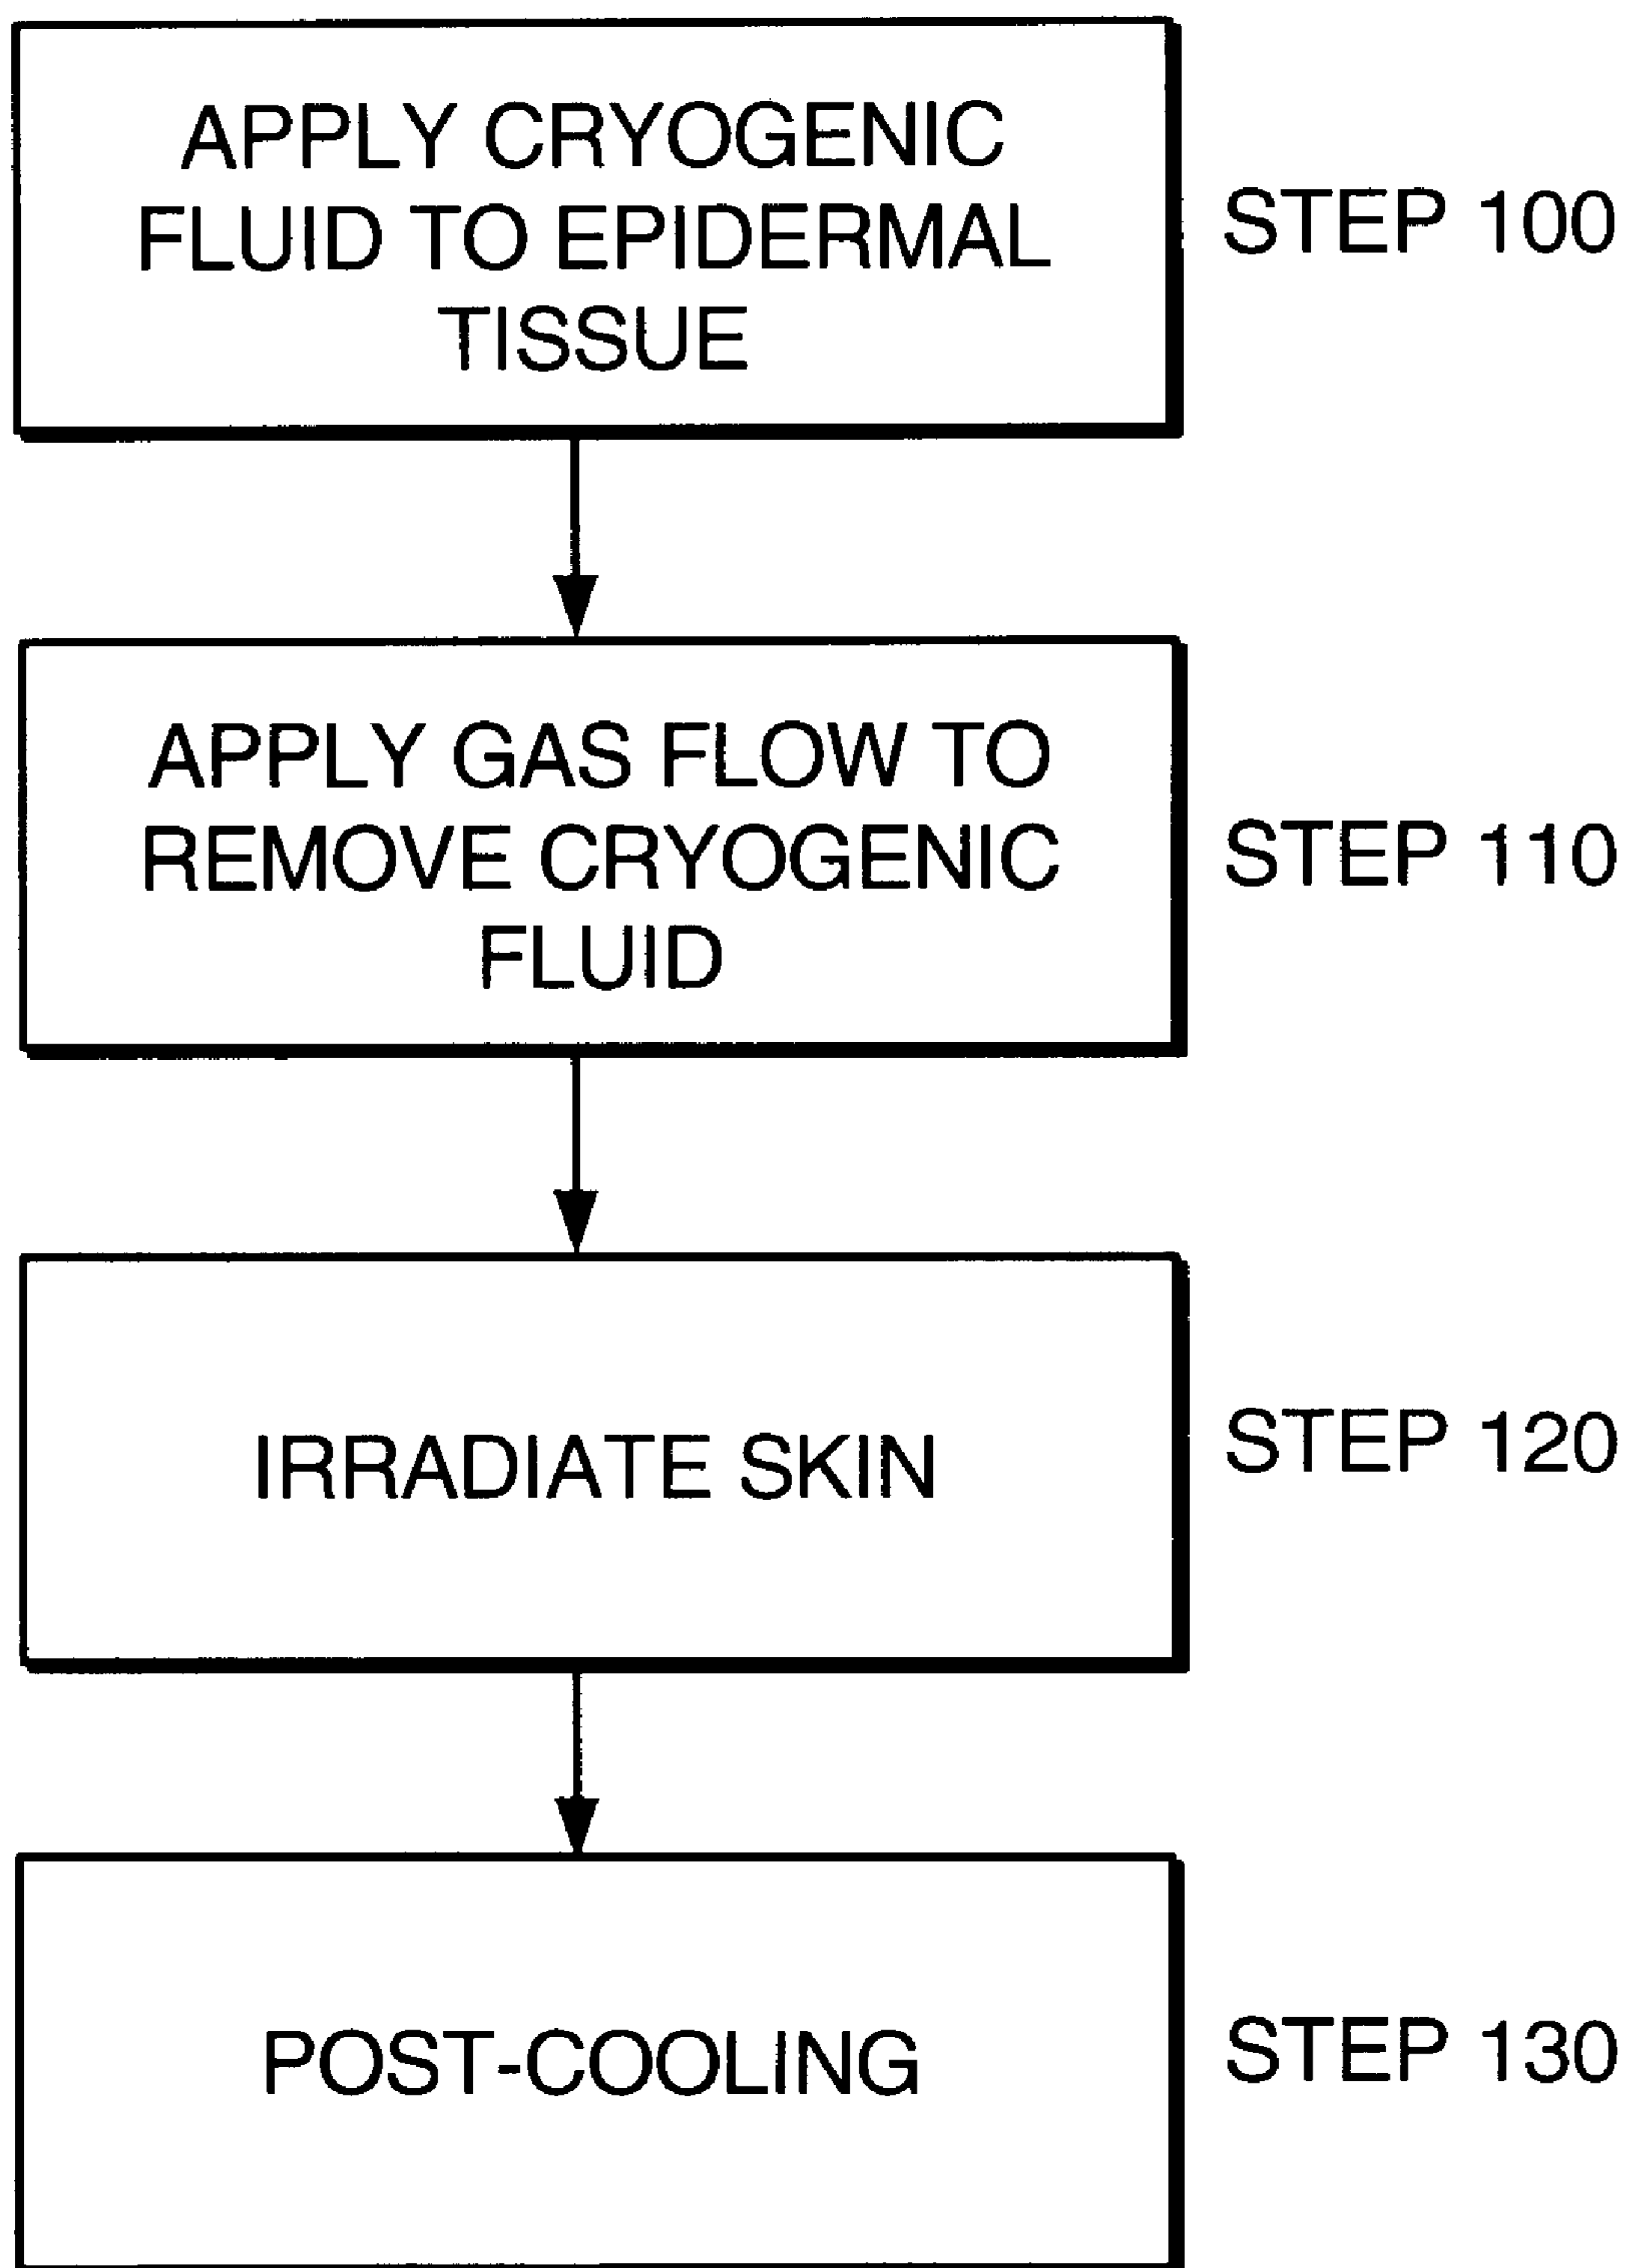 APPLY CRYOGENIC
FLUID TO EPIDERMAL
TISSUE
STEP 100
APPLY GAS FLOW TO
REMOVE CRYOGENIC
FLUID
STEP 110
IRRADIATE SKIN
STEP 120
POST-COOLING
STEP 130